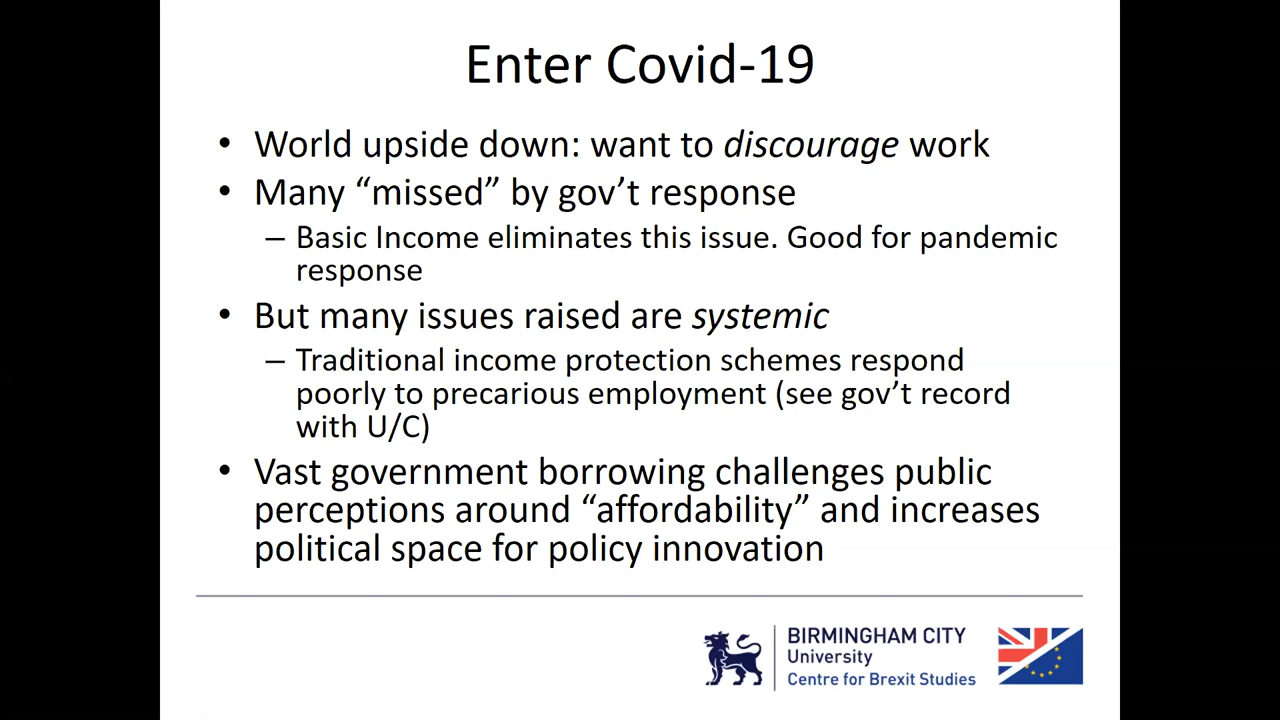 Enter Covid-19
• World upside down: want to discourage work
• Many “missed” by gov’t response
– Basic Income eliminates this issue. Good for pandemic
response
• But many issues raised are systemic
– Traditional income protection schemes respond
poorly to precarious employment (see gov’t record
with U/C)
• Vast government borrowing challenges public
perceptions around “affordability” and increases
political space for policy innovation
BIRMINGHAM CITY
University
Centre for Brexit Studies